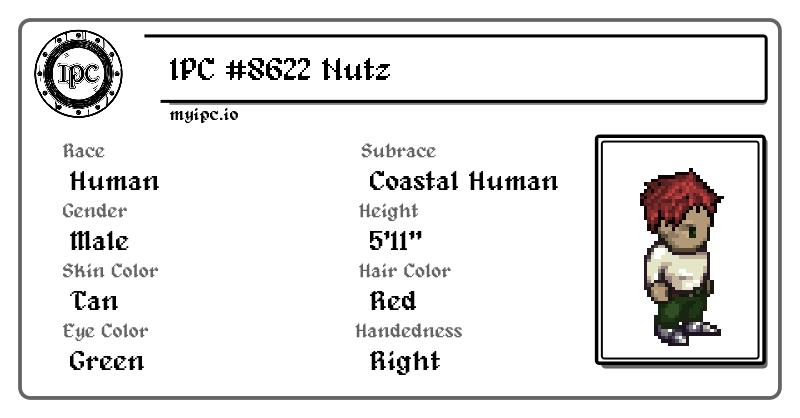 IPC
IPC #8622 Nutz
myipc.io
Race
Subrace
Human
Coastal Human
Gender
Height
Male
5'11"
Skin Color
Hair Color
Tan
Red
Eye Color
Handedness
Green
Right